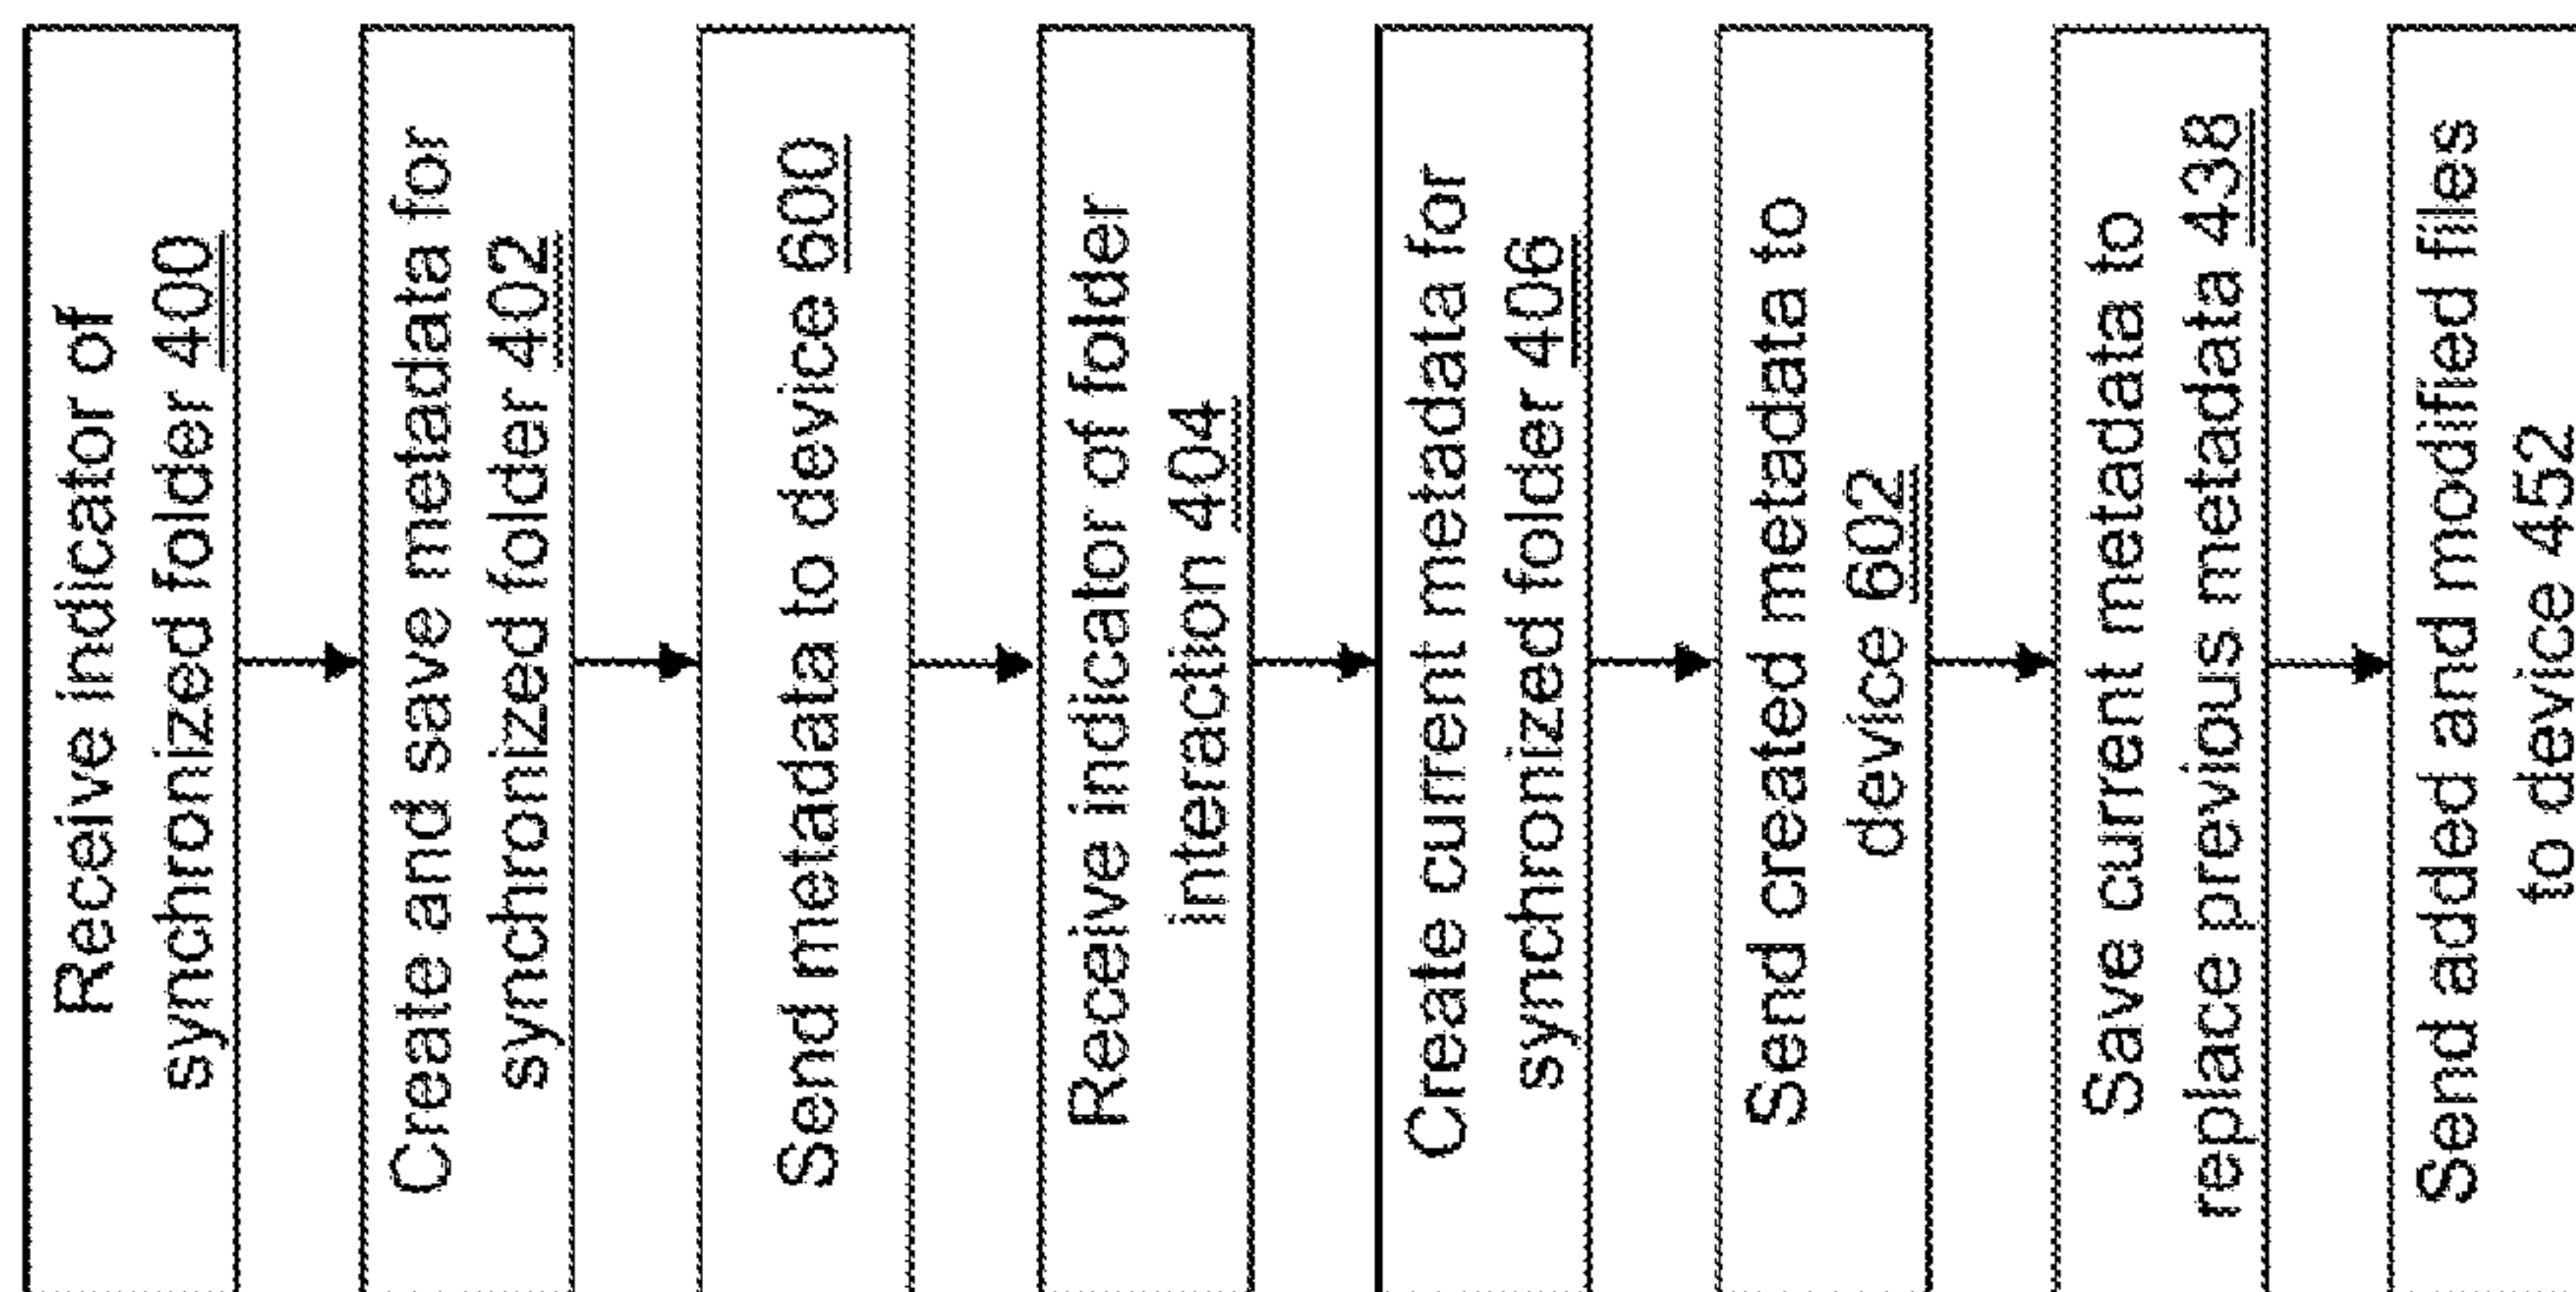 Receive indicator of
synchronized folder 400
Create and save metadata for
synchronized folder 402
Send metadata to device 600
Receive indicator of folder
interaction 404
Create current metadata for
synchronized folder 406
Send created metadata to
device 602
Save current metadata to
replace previous metadata 438
Send added and modified files
to device 452